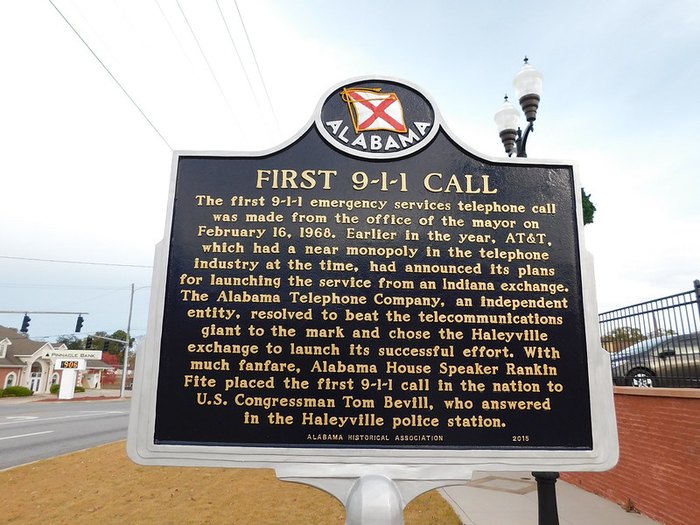 ALABAMA
FIRST 9-1-1 CALL
The first 9-1-1 emergency services telephone call
was made from the office of the mayor on
February 16, 1968. Earlier in the year, AT&T,
which had a near monopoly in the telephone
industry at the time, had announced its plans
for launching the service from an Indiana exchange.
The Alabama Telephone Company, an independent
entity, resolved to beat the telecommunications
giant to the mark and chose the Haleyville
exchange to launch its successful effort. With
much fanfare, Alabama House Speaker Rankin
Fite placed the first 9-1-1 call in the nation to
U.S. Congressman Tom Bevill, who answered
in the Haleyville police station.
ALABAMA HISTORICAL ASSOCIATION 2015
PINNACLE BANK